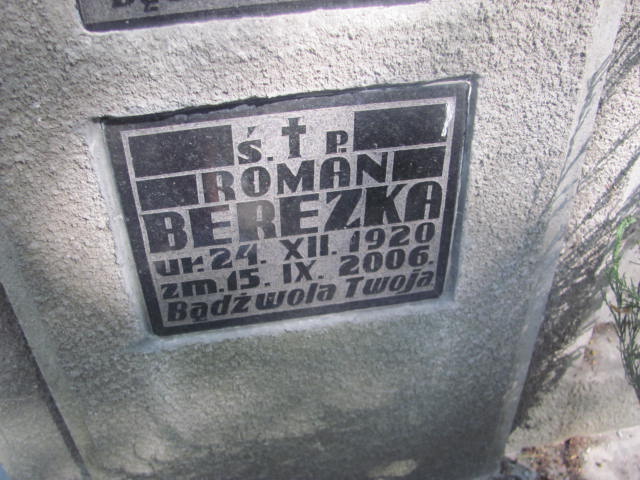 ś. p.
ROMAN
BEREZKA
ur. 24. XII. 1920
zm. 15. IX. 2006.
Bądź wola Twoja